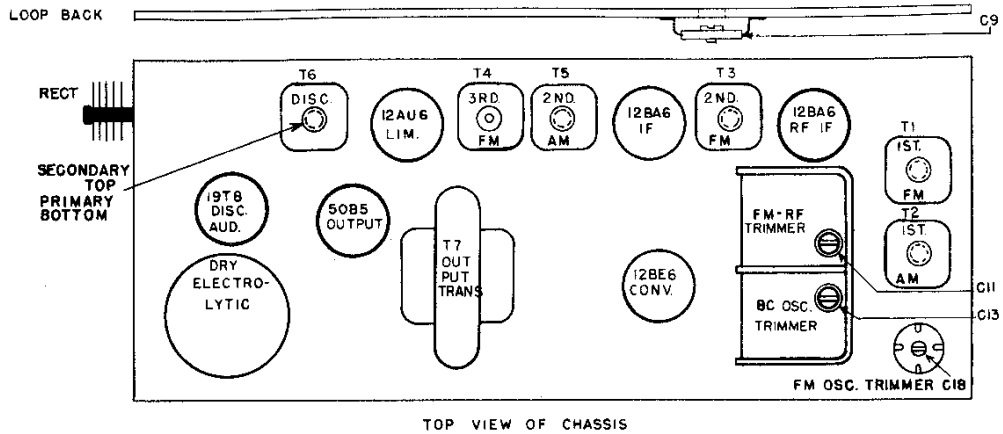 LOOP BACK
C9
RECT
T6
DISC.
12AU6
LIM.
T4
3RD.
FM
T5
2ND.
AM
12BA6
IF
T3
2ND.
FM
12BA6
RF IF
T1
1ST.
FM
SECONDARY
TOP
PRIMARY
BOTTOM
19T8
DISC.
AUD.
50B5
OUTPUT
T7
OUT
PUT
TRANS
FM-RF
TRIMMER
T2
1ST.
AM
DRY
ELECTRO-
LYTIC
12BE6
CONV.
BC OSC.
TRIMMER
C11
C13
FM OSC. TRIMMER C18
TOP VIEW OF CHASSIS